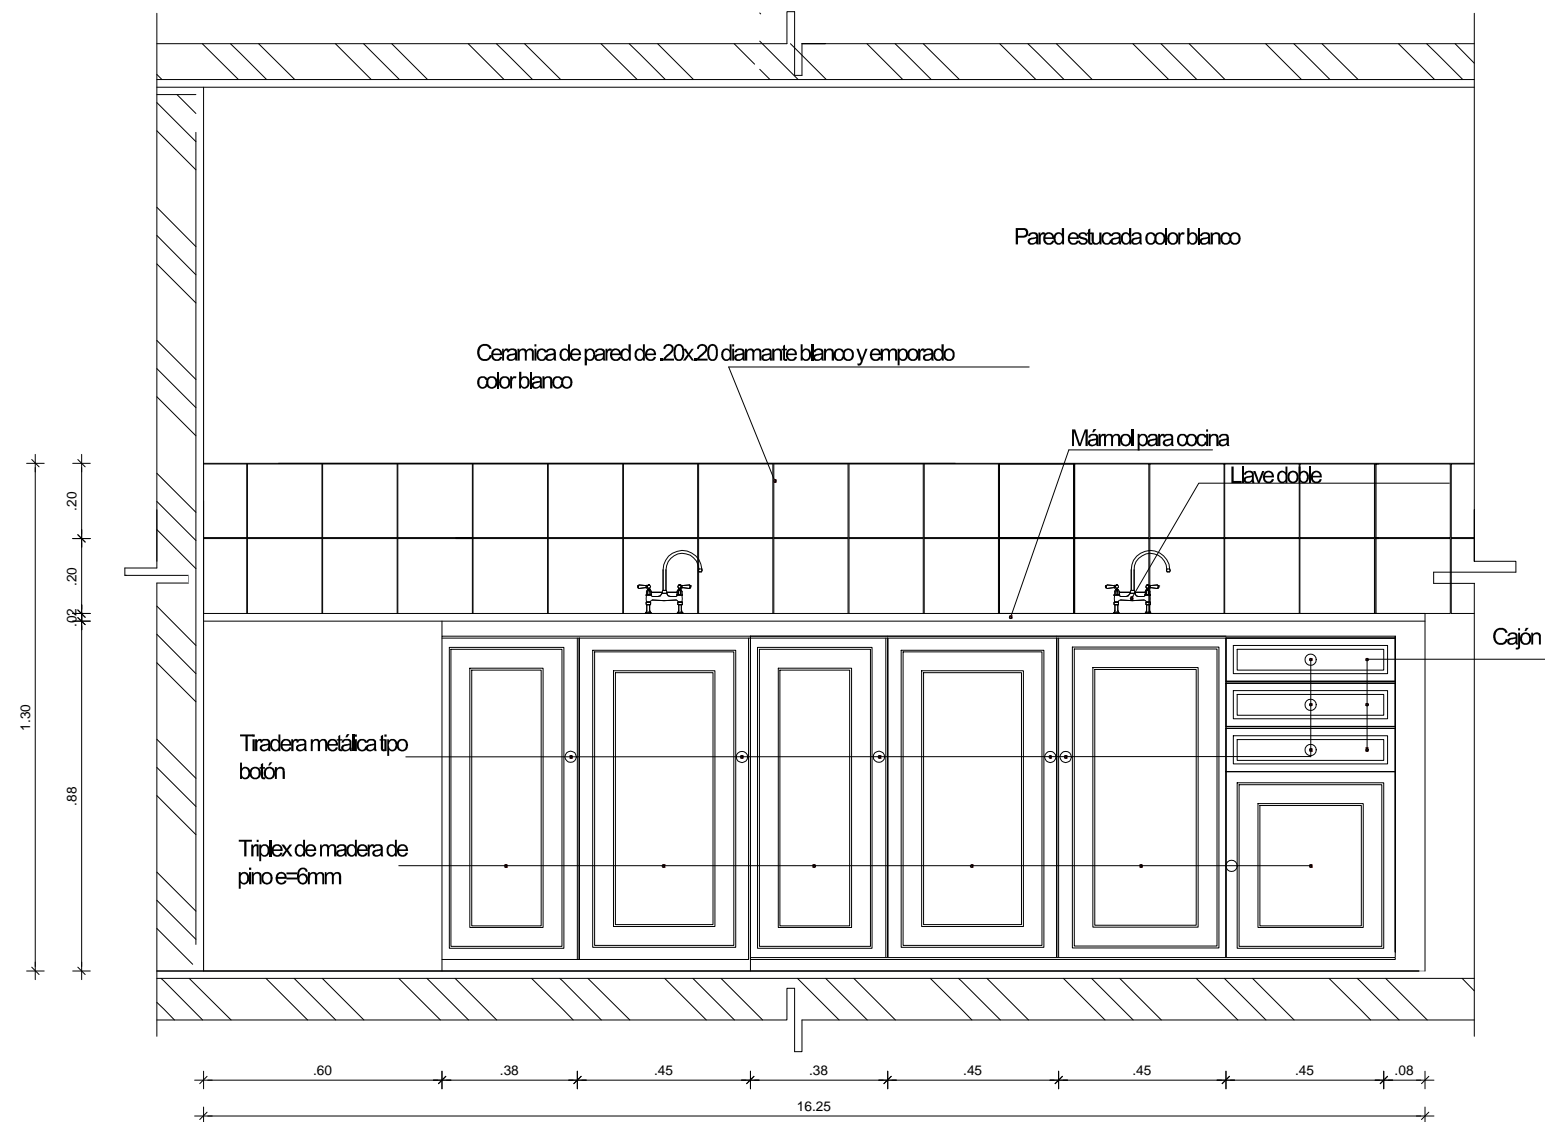 Pared estucada color blanco
Ceramica de pared de .20x.20 diamante blanco y emporado
color blanco
Mármol para cocina
Llave doble
.20
.20
.02
Cajón
1.30
Tiradera metálica tipo
botón
.88
Triplex de madera de
pino e=6mm
.60 .38 .45 .38 .45 .45 .45 .08
16.25